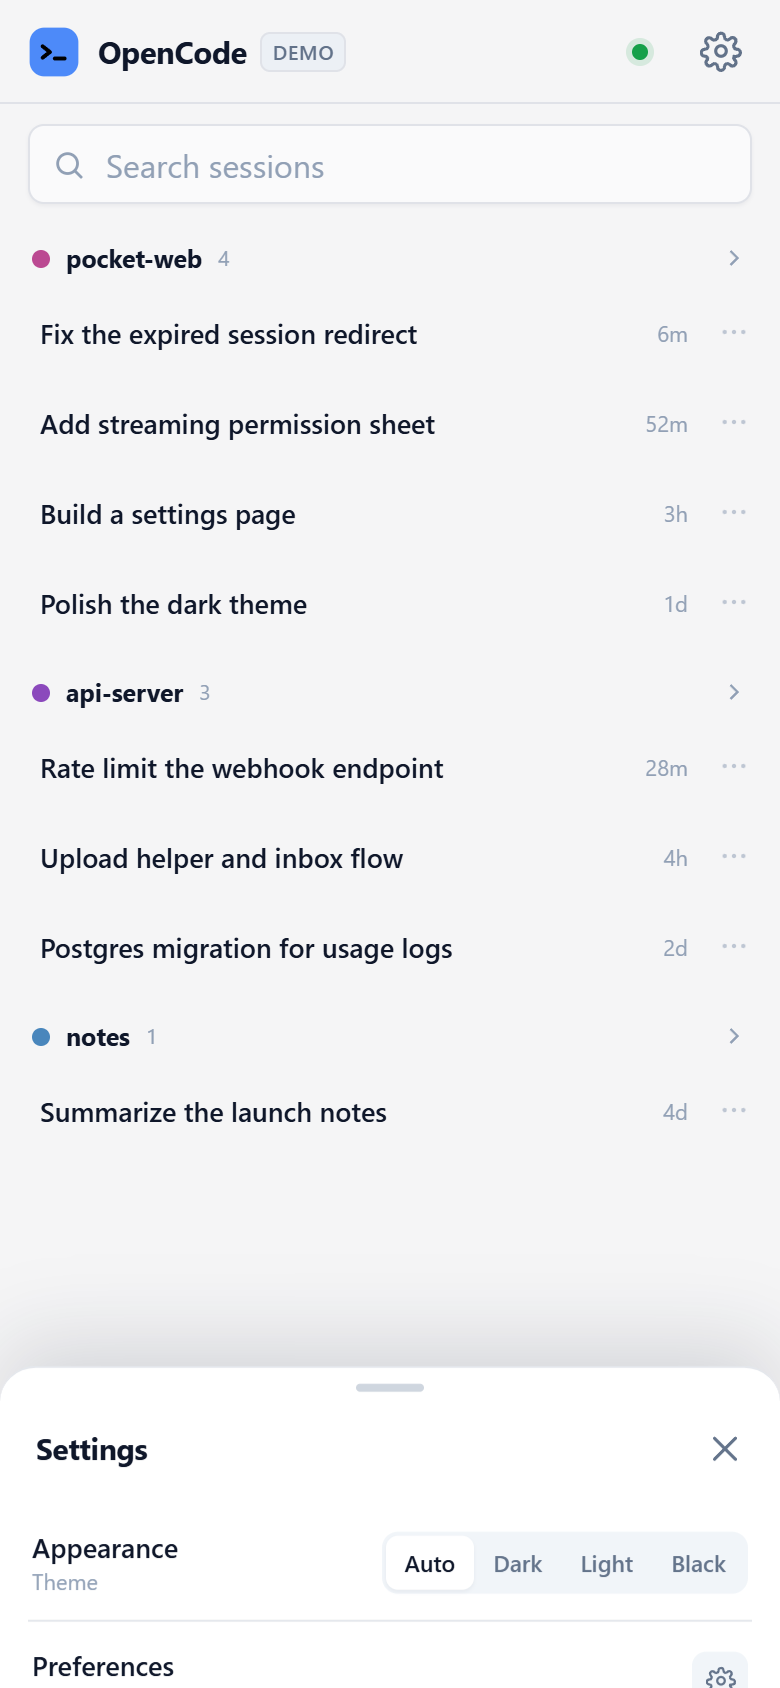 OpenCode DEMO
Search sessions
pocket-web 4
Fix the expired session redirect 6m
Add streaming permission sheet 52m
Build a settings page 3h
Polish the dark theme 1d
api-server 3
Rate limit the webhook endpoint 28m
Upload helper and inbox flow 4h
Postgres migration for usage logs 2d
notes 1
Summarize the launch notes 4d
Settings
Appearance
Theme
Auto Dark Light Black
Preferences